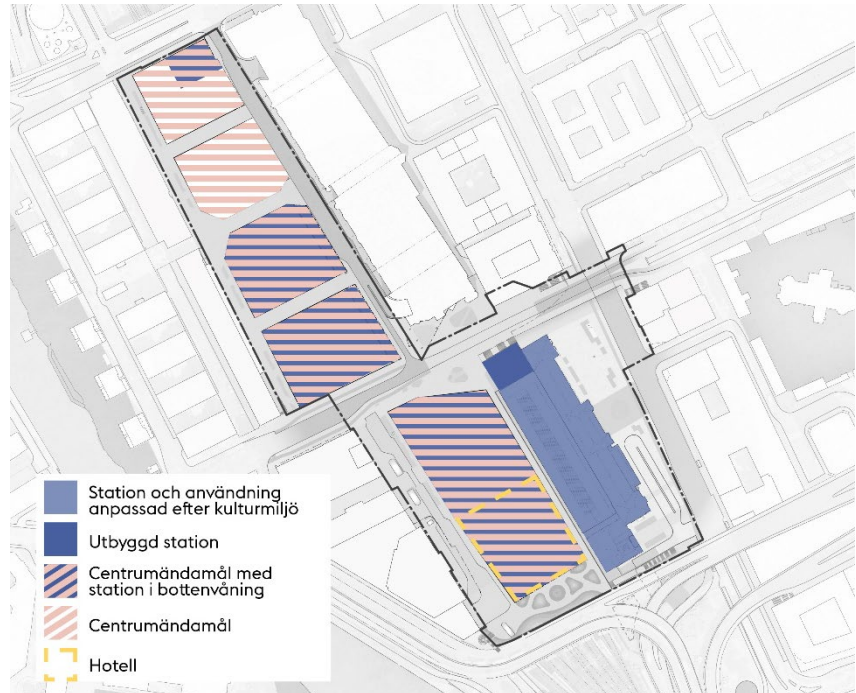 Station och användning
anpassad efter kulturmiljö
Utbyggd station
Centrumändamål med
station i bottenvåning
Centrumändamål
Hotell